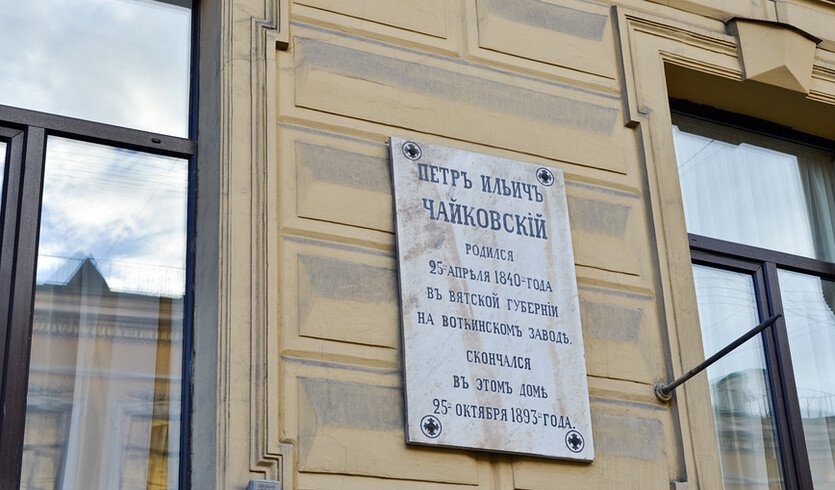 ПЕТРЪ ИЛЬИЧЪ
ЧАЙКОВСКІЙ
РОДИЛСЯ
25ГО АПРѢЛЯ 1840ГО ГОДА
ВЪ ВЯТСКОЙ ГУБЕРНІИ
НА ВОТКИНСКОМЪ ЗАВОДѢ.
СКОНЧАЛСЯ
ВЪ ЭТОМЪ ДОМѢ
25ГО ОКТЯБРЯ 1893ГО ГОДА.